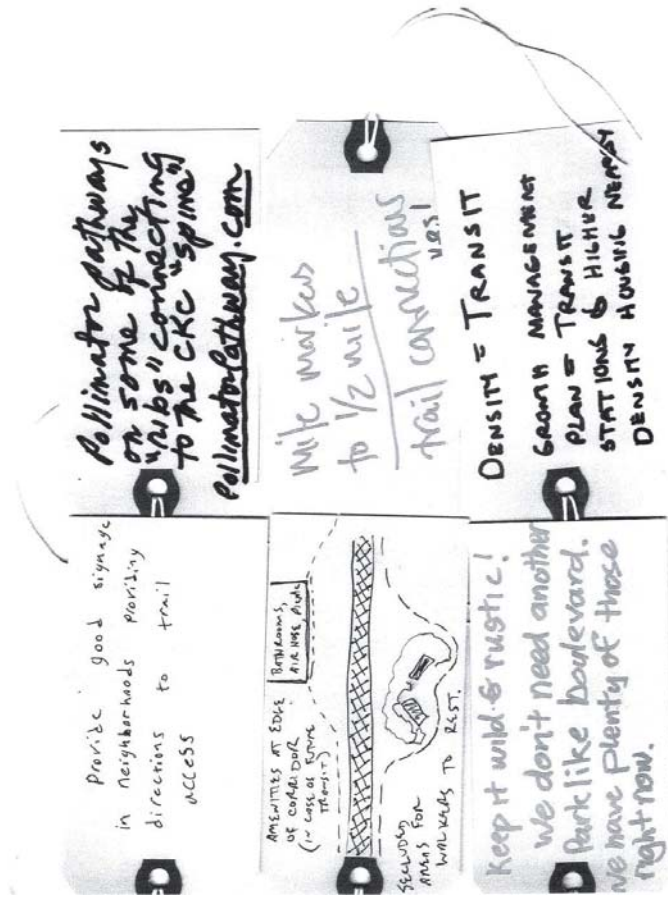 Pollinator pathways
on some of the
"ribs" connecting
to the CKC "spine"
PollinatorPathway.com
Mile markers
to 1/2 mile
trail connections
yes!
DENSITY = TRANSIT
GROWTH MANAGEMENT
PLAN = TRANSIT
STATIONS & HIGHER
DENSITY HOUSING NEARBY
Provide good signage
in neighborhoods providing
directions to trail
access
AMENITIES AT EDGE
OF CORRIDOR
(IN CASE OF FUTURE
TRANSIT)
BATHROOMS,
AIR HOSE, Picnic
SECLUDED
AREAS FOR
WALKERS TO REST.
Keep it wild & rustic!
We don't need another
Park like boulevard.
We have plenty of those
right now.